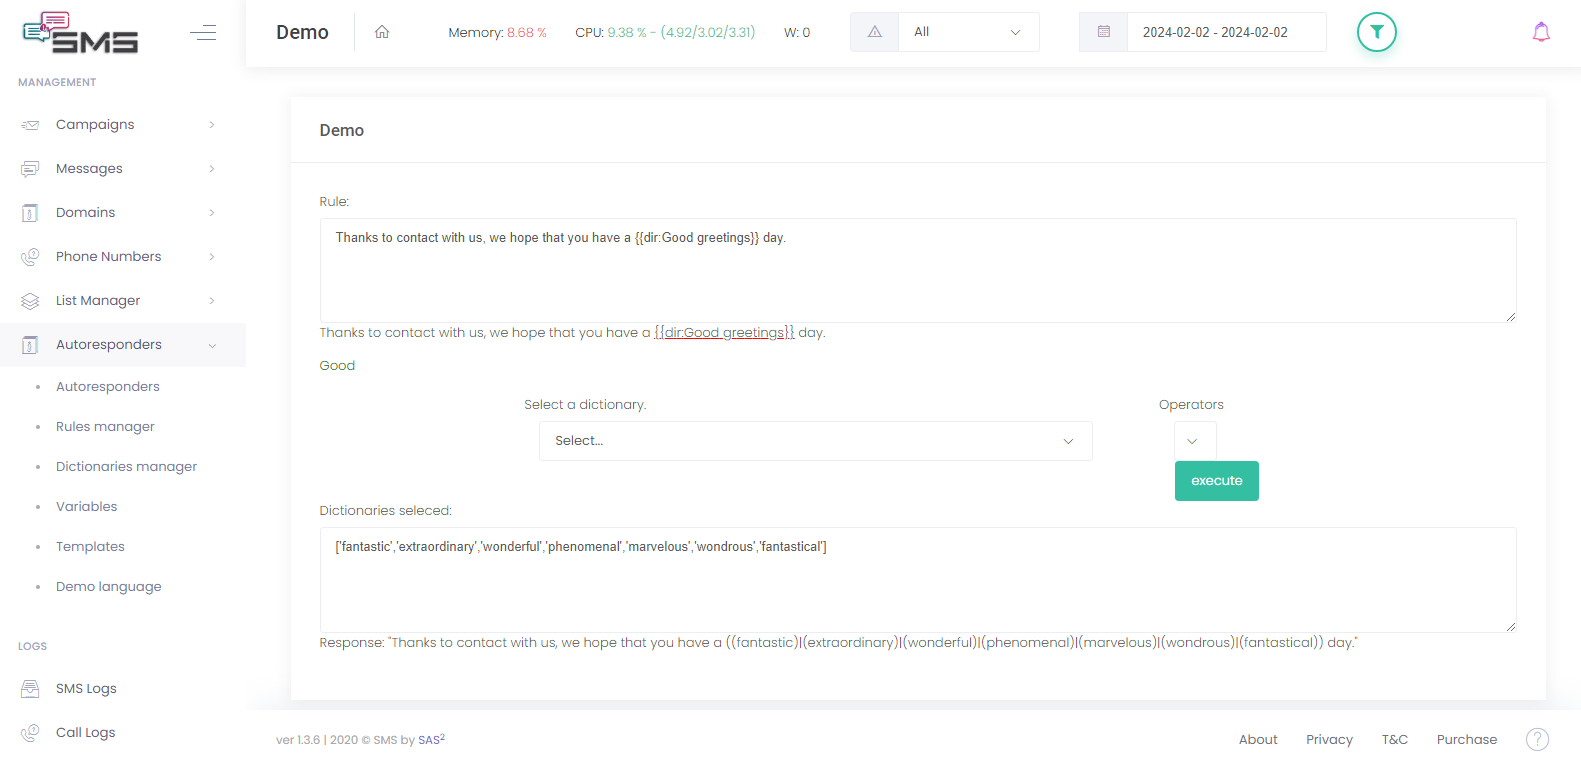 SMS
MANAGEMENT
Campaigns
Messages
Domains
Phone Numbers
List Manager
Autoresponders
Autoresponders
Rules manager
Dictionaries manager
Variables
Templates
Demo language
LOGS
SMS Logs
Call Logs
Demo
Memory: 8.68 %
CPU: 9.38 % - (4.92/3.02/3.31)
W: 0
All
2024-02-02 - 2024-02-02
Demo
Rule:
Thanks to contact with us, we hope that you have a {{dir:Good greetings}} day.
Thanks to contact with us, we hope that you have a {{dir:Good greetings}} day.
Good
Select a dictionary.
Operators
Select...
execute
Dictionaries seleced:
['fantastic','extraordinary','wonderful','phenomenal','marvelous','wondrous','fantastical']
Response: "Thanks to contact with us, we hope that you have a ((fantastic)|(extraordinary)|(wonderful)|(phenomenal)|(marvelous)|(wondrous)|(fantastical)) day."
ver 1.3.6 | 2020 © SMS by SAS²
About
Privacy
T&C
Purchase
?